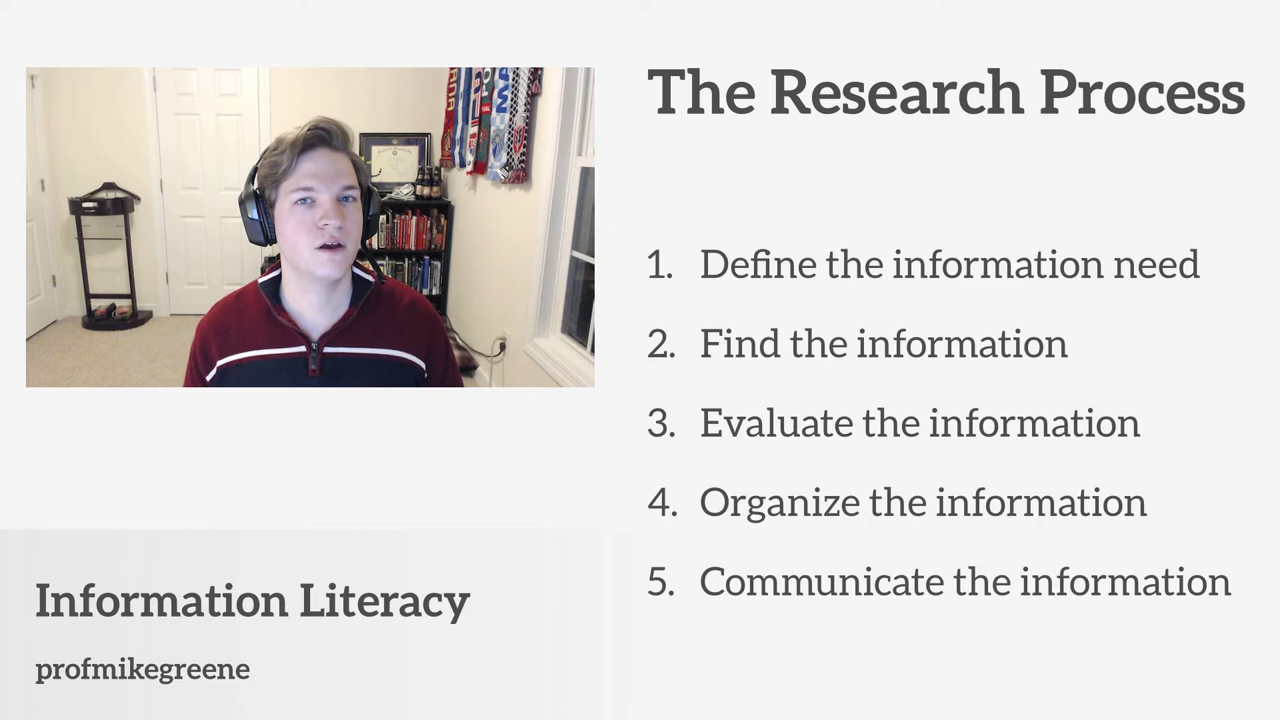 The Research Process
1. Define the information need
2. Find the information
3. Evaluate the information
4. Organize the information
5. Communicate the information
Information Literacy
profmikegreene